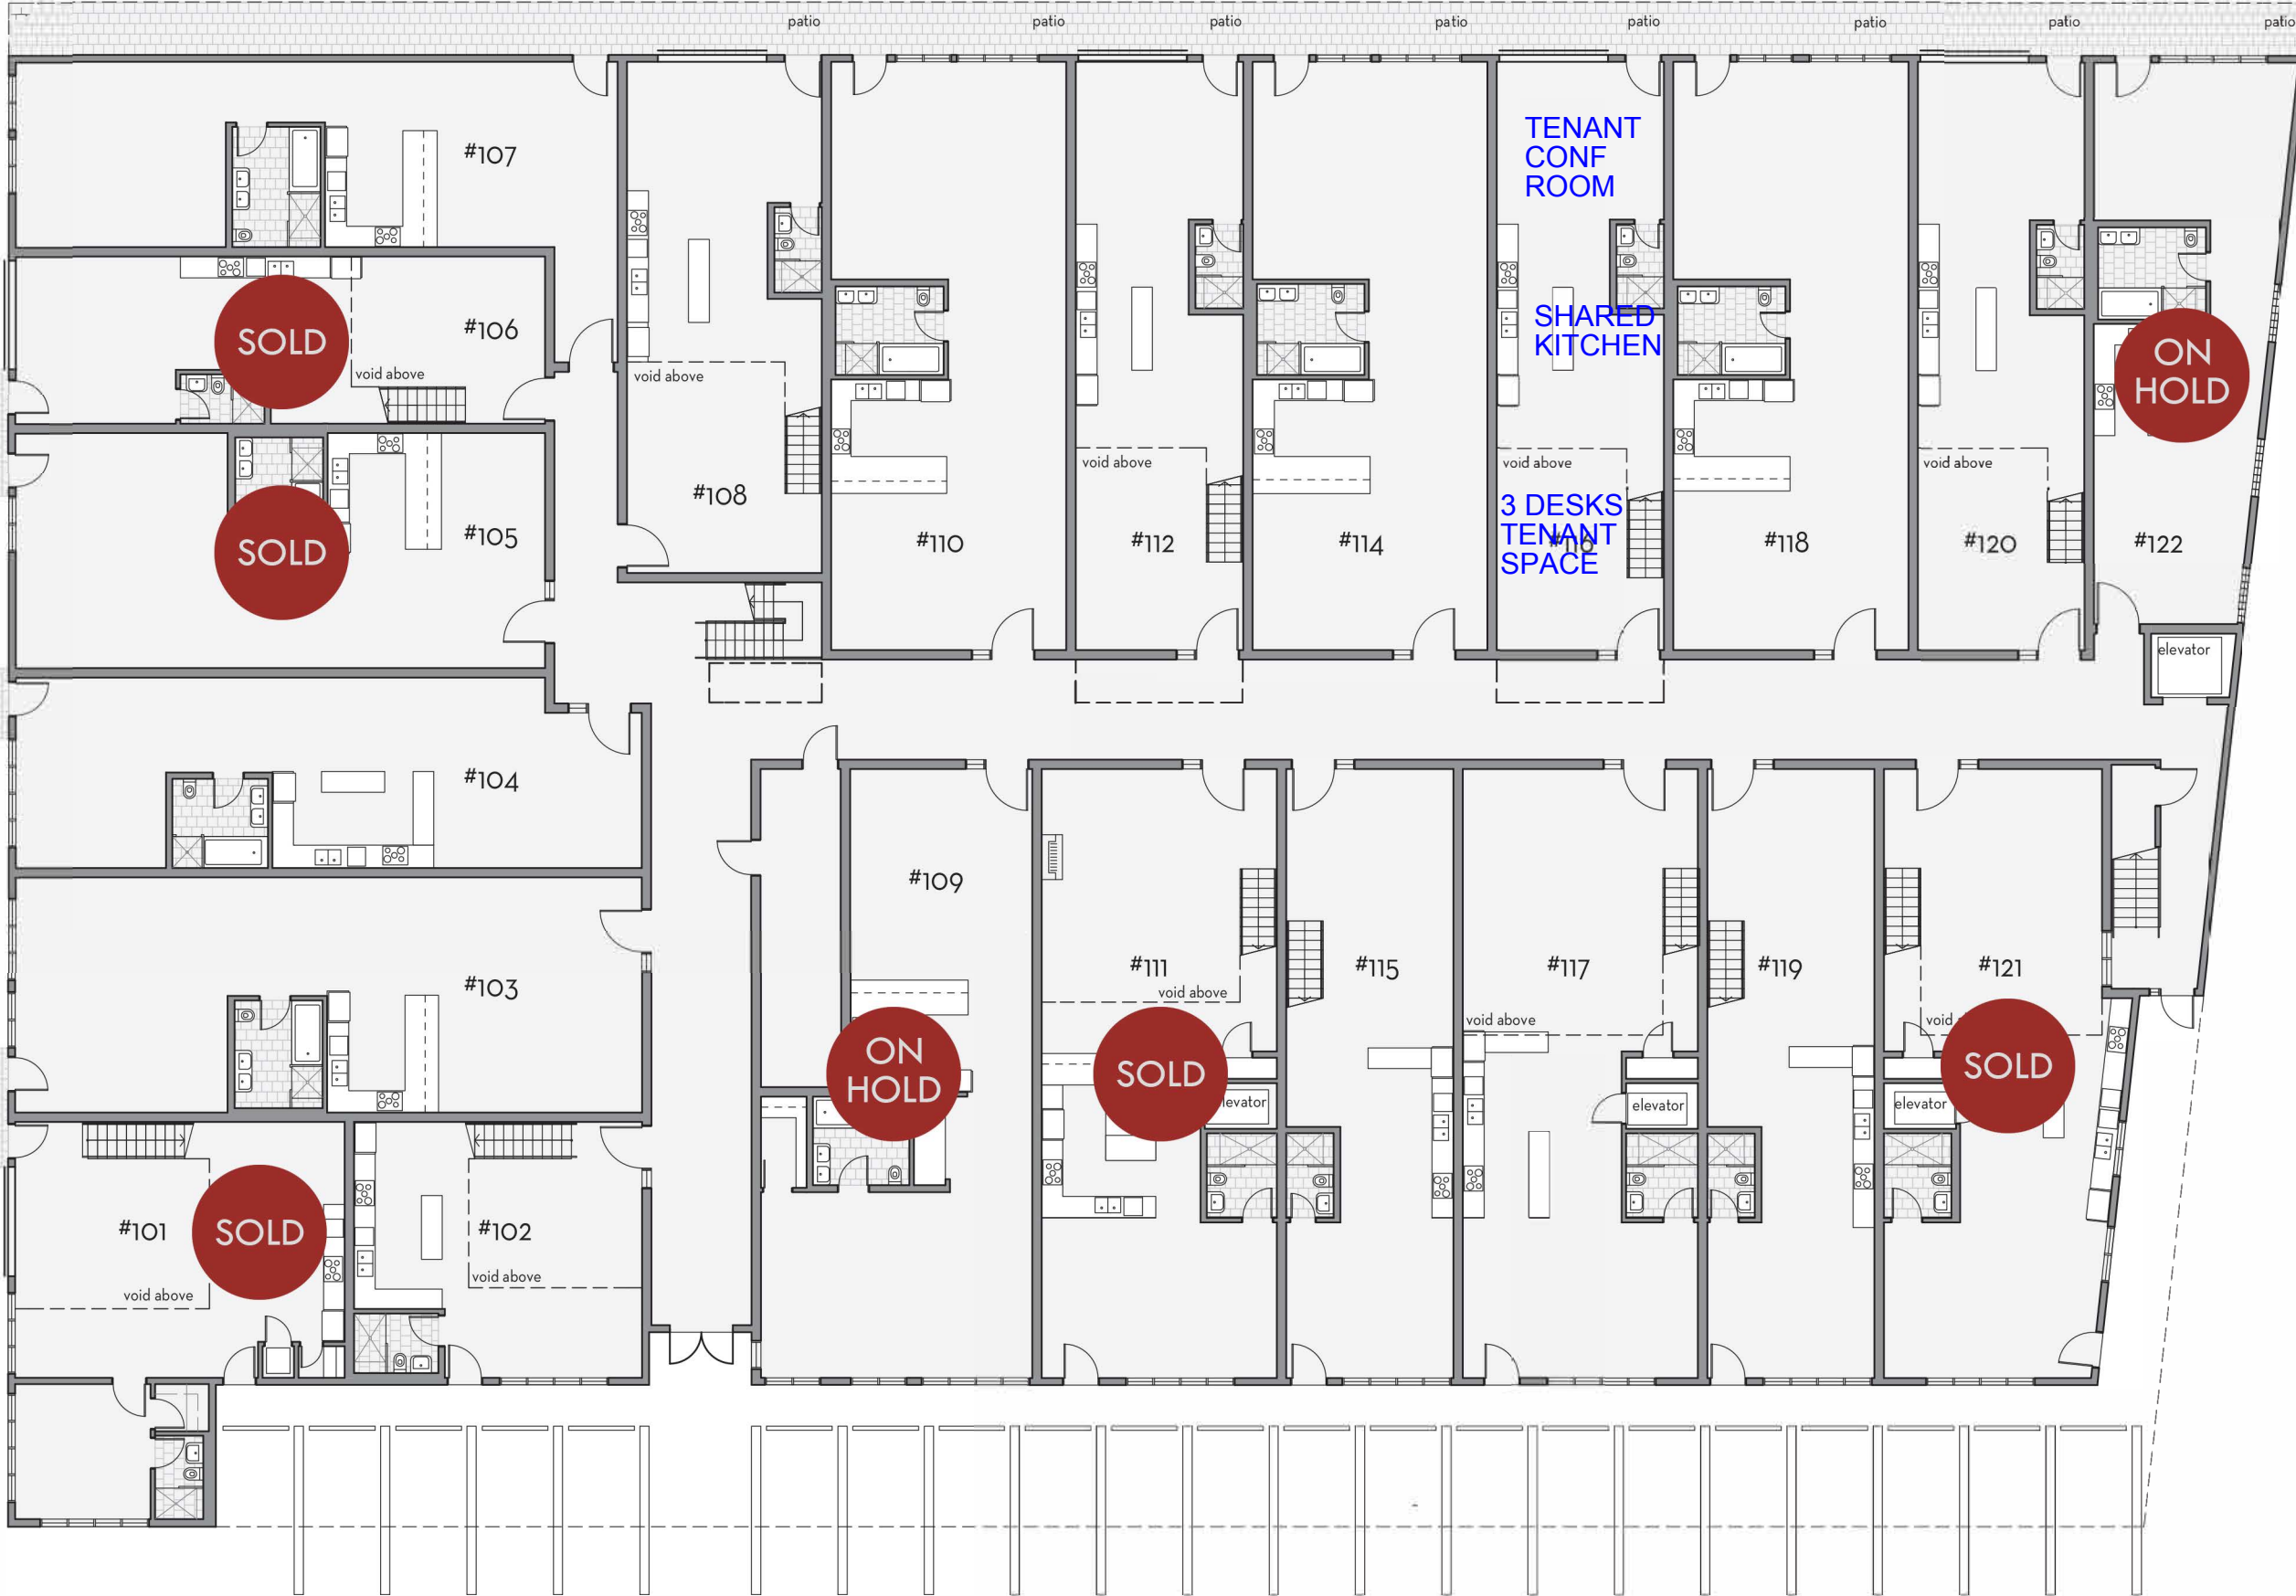 patio
patio
patio
patio
patio
patio
patio
patio
#107
TENANT
CONF
ROOM
SOLD
#106
void above
SHARED
KITCHEN
ON
HOLD
void above
void above
void above
void above
SOLD
#105
#108
#110
#112
#114
3 DESKS
TENANT
SPACE
#116
#118
#120
#122
elevator
#104
#109
#103
#111
void above
#115
#117
void above
#119
#121
void
ON
HOLD
SOLD
SOLD
elevator
elevator
elevator
#101
SOLD
void above
#102
void above